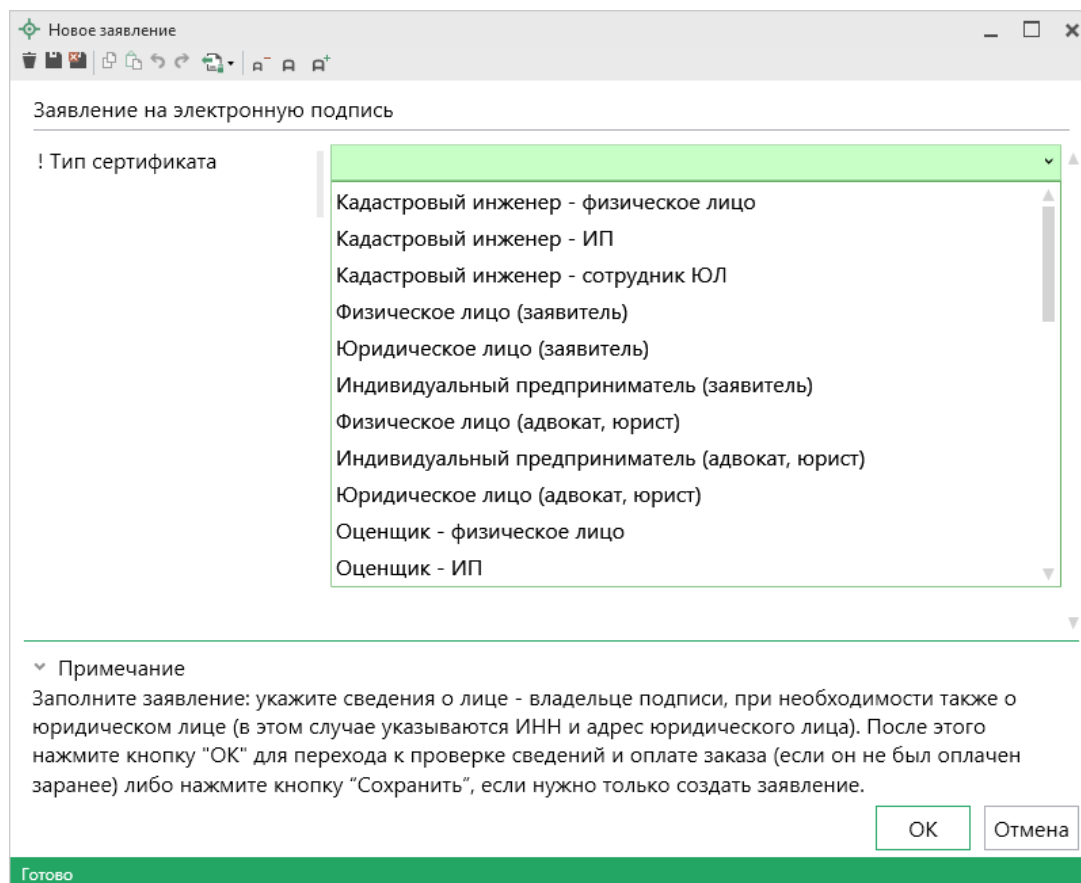 Новое заявление
Заявление на электронную подпись
! Тип сертификата
Кадастровый инженер - физическое лицо
Кадастровый инженер - ИП
Кадастровый инженер - сотрудник ЮЛ
Физическое лицо (заявитель)
Юридическое лицо (заявитель)
Индивидуальный предприниматель (заявитель)
Физическое лицо (адвокат, юрист)
Индивидуальный предприниматель (адвокат, юрист)
Юридическое лицо (адвокат, юрист)
Оценщик - физическое лицо
Оценщик - ИП
Примечание
Заполните заявление: укажите сведения о лице - владельце подписи, при необходимости также о
юридическом лице (в этом случае указываются ИНН и адрес юридического лица). После этого
нажмите кнопку "ОК" для перехода к проверке сведений и оплате заказа (если он не был оплачен
заранее) либо нажмите кнопку “Сохранить”, если нужно только создать заявление.
ОК Отмена
Готово